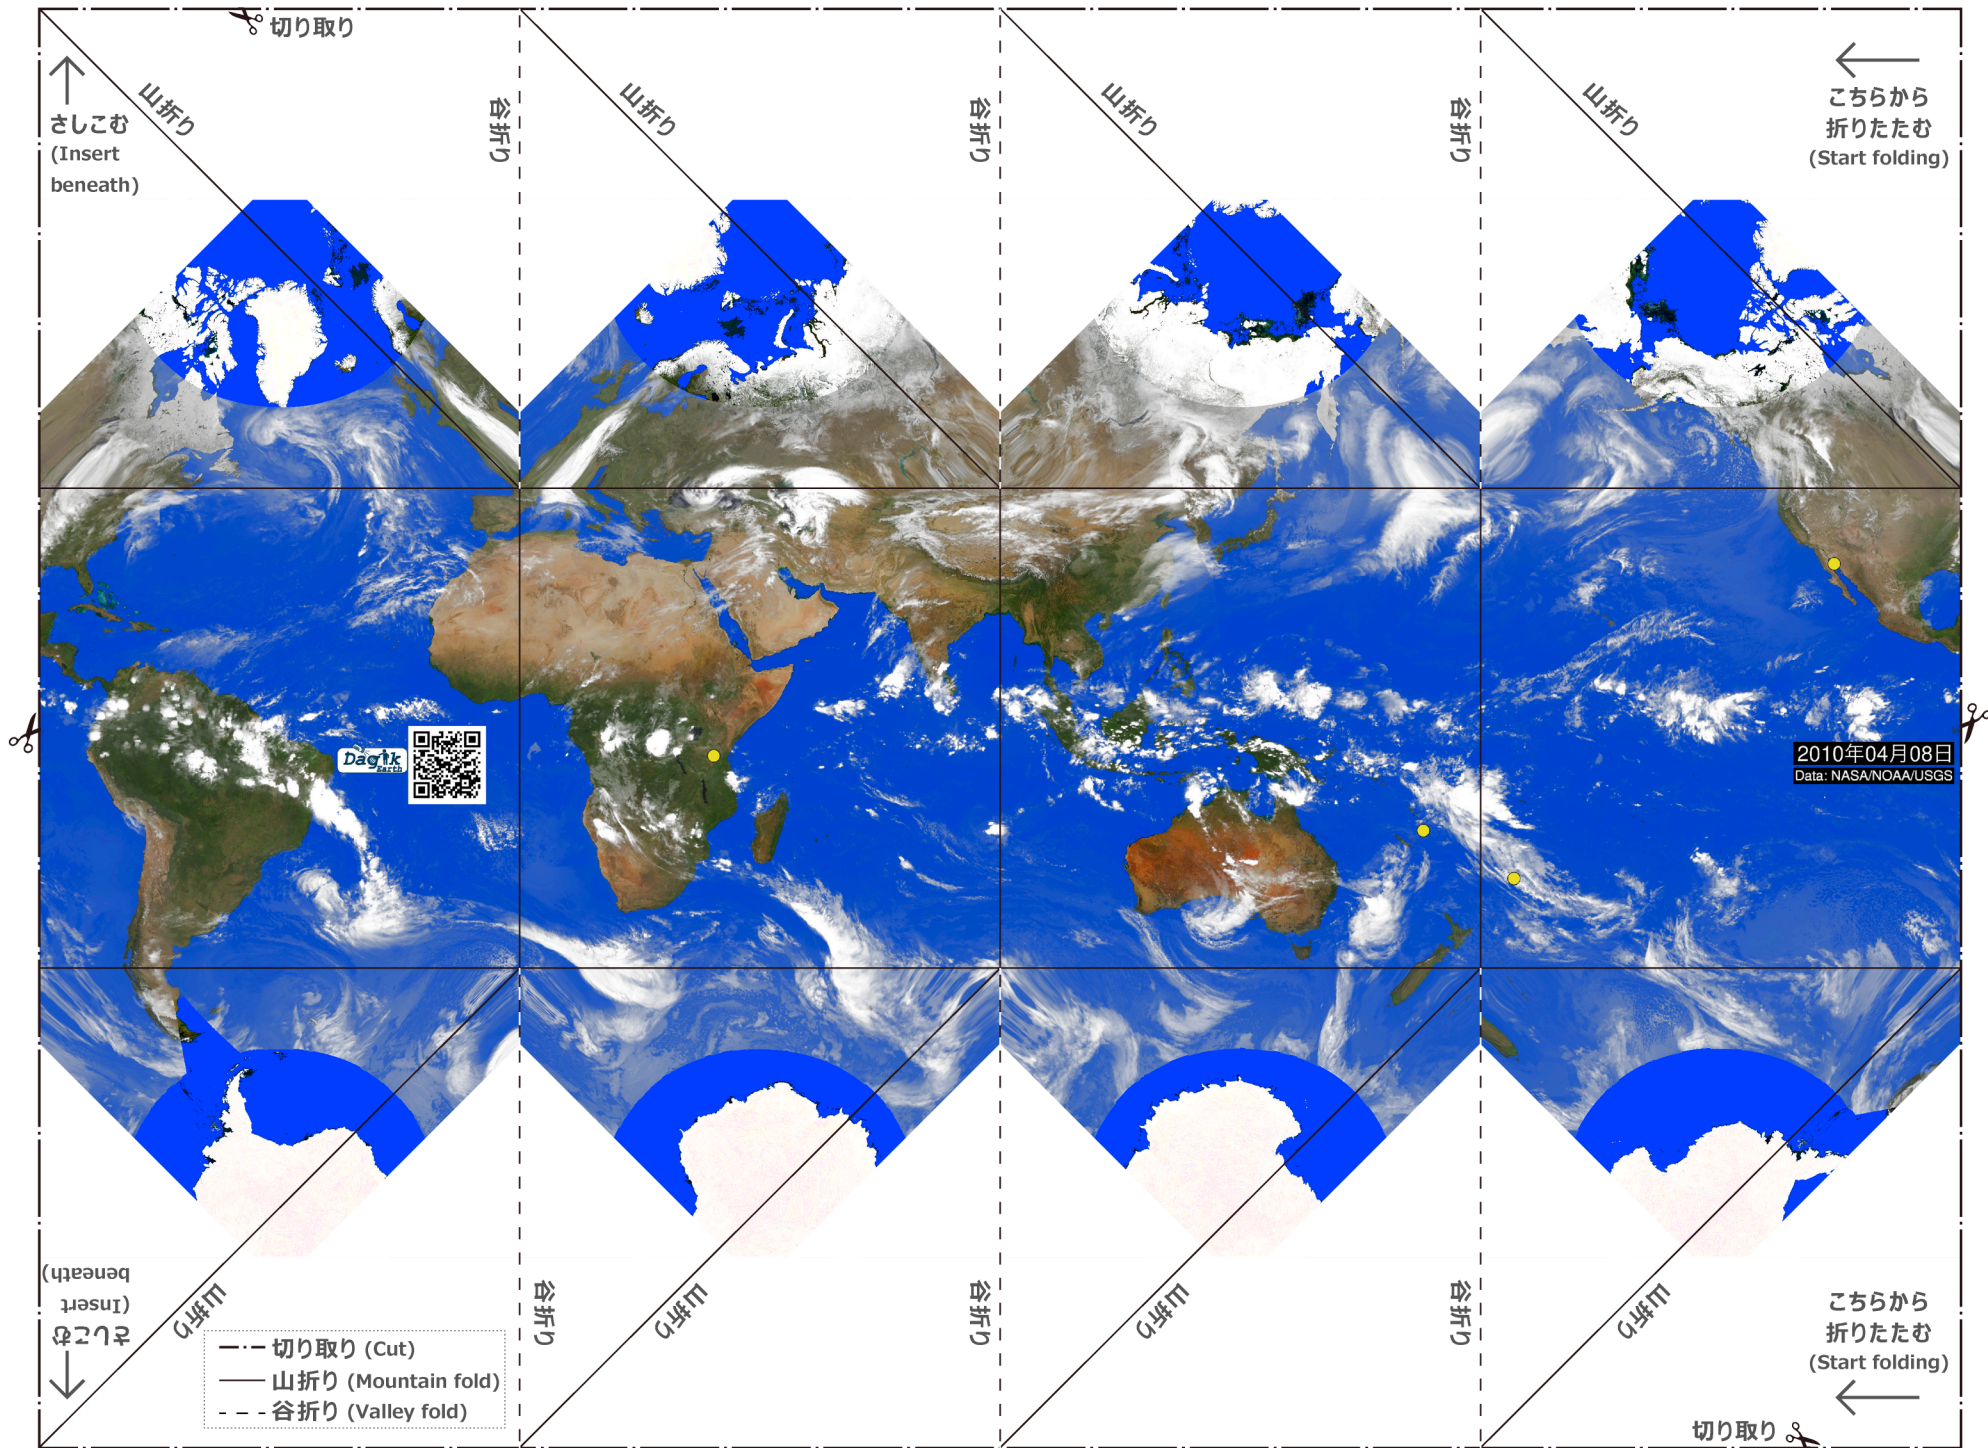 切り取り
山折り
山折り
山折り
山折り
谷折り
谷折り
谷折り
さしこむ
(Insert
beneath)
こちらから
折りたたむ
(Start folding)
Dagik
Earth
2010年04月08日
Data: NASA/NOAA/USGS
さしこむ
(Insert
beneath)
山折り
山折り
山折り
山折り
谷折り
谷折り
谷折り
こちらから
折りたたむ
(Start folding)
切り取り (Cut)
山折り (Mountain fold)
谷折り (Valley fold)
切り取り